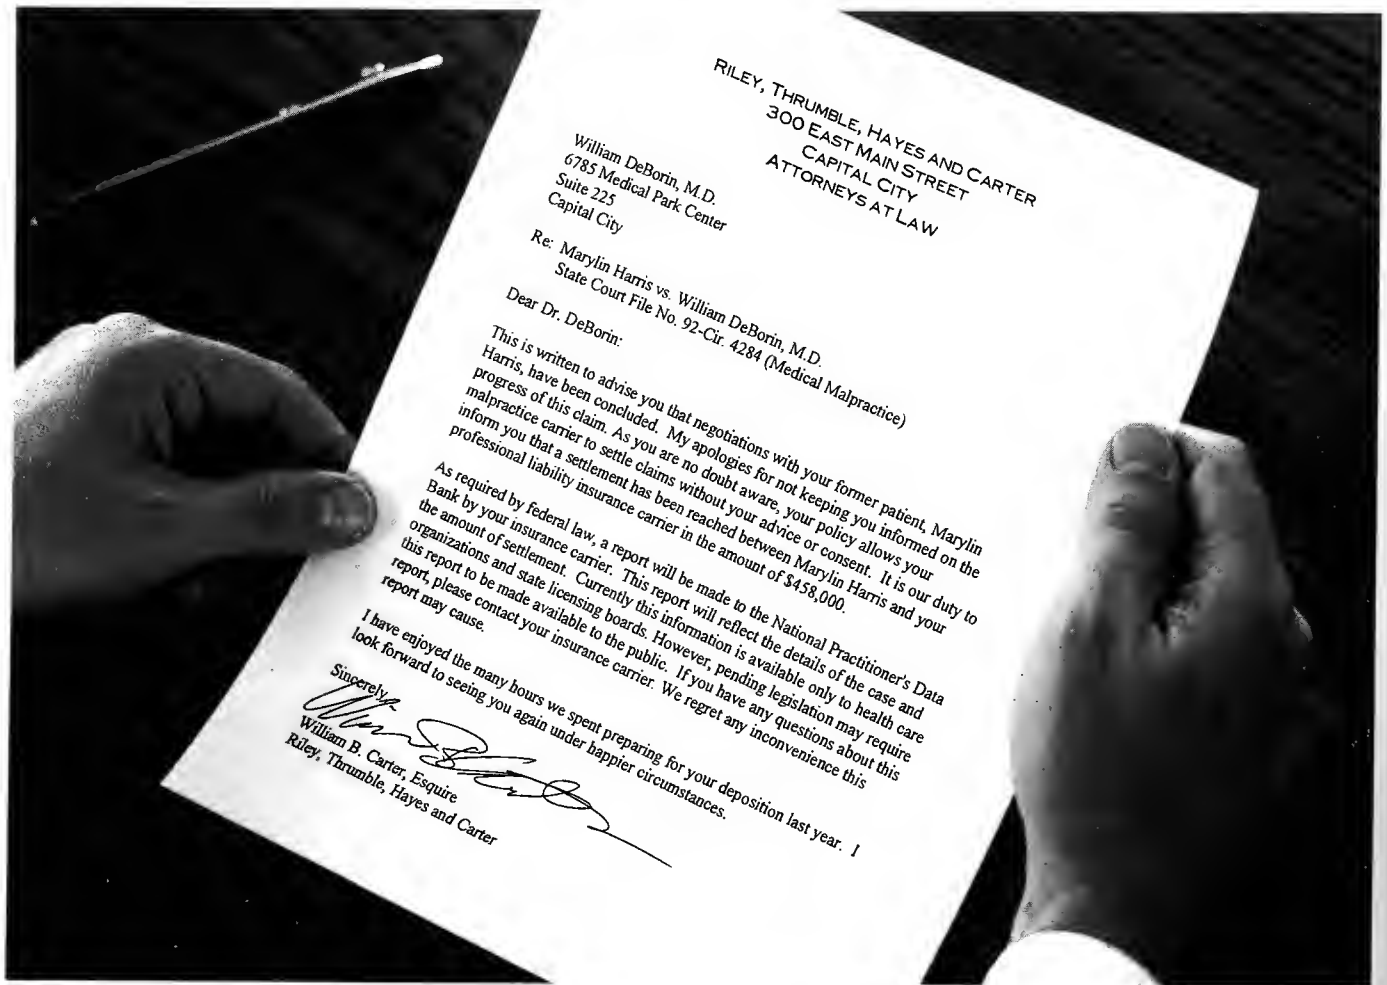 RILEY, THRUMBLE, HAYES AND CARTER
300 EAST MAIN STREET
CAPITAL CITY
ATTORNEYS AT LAW
William DeBorin, M.D.
6785 Medical Park Center
Suite 225
Capital City
Re: Marylin Harris vs. William DeBorin, M.D.
State Court File No. 92-Cir. 4284 (Medical Malpractice)
Dear Dr. DeBorin:
This is written to advise you that negotiations with your former patient, Marylin
Harris, have been concluded. My apologies for not keeping you informed on the
progress of this claim. As you are no doubt aware, your policy allows your
malpractice carrier to settle claims without your advice or consent. It is our duty to
inform you that a settlement has been reached between Marylin Harris and your
professional liability insurance carrier in the amount of $458,000.
As required by federal law, a report will be made to the National Practitioner's Data
Bank by your insurance carrier. This report will reflect the details of the case and
the amount of settlement. Currently this information is available only to health care
organizations and state licensing boards. However, pending legislation may require
this report to be made available to the public. If you have any questions about this
report, please contact your insurance carrier. We regret any inconvenience this
report may cause.
I have enjoyed the many hours we spent preparing for your deposition last year. I
look forward to seeing you again under happier circumstances.
Sincerely,
William B. Carter, Esquire
Riley, Thrumble, Hayes and Carter